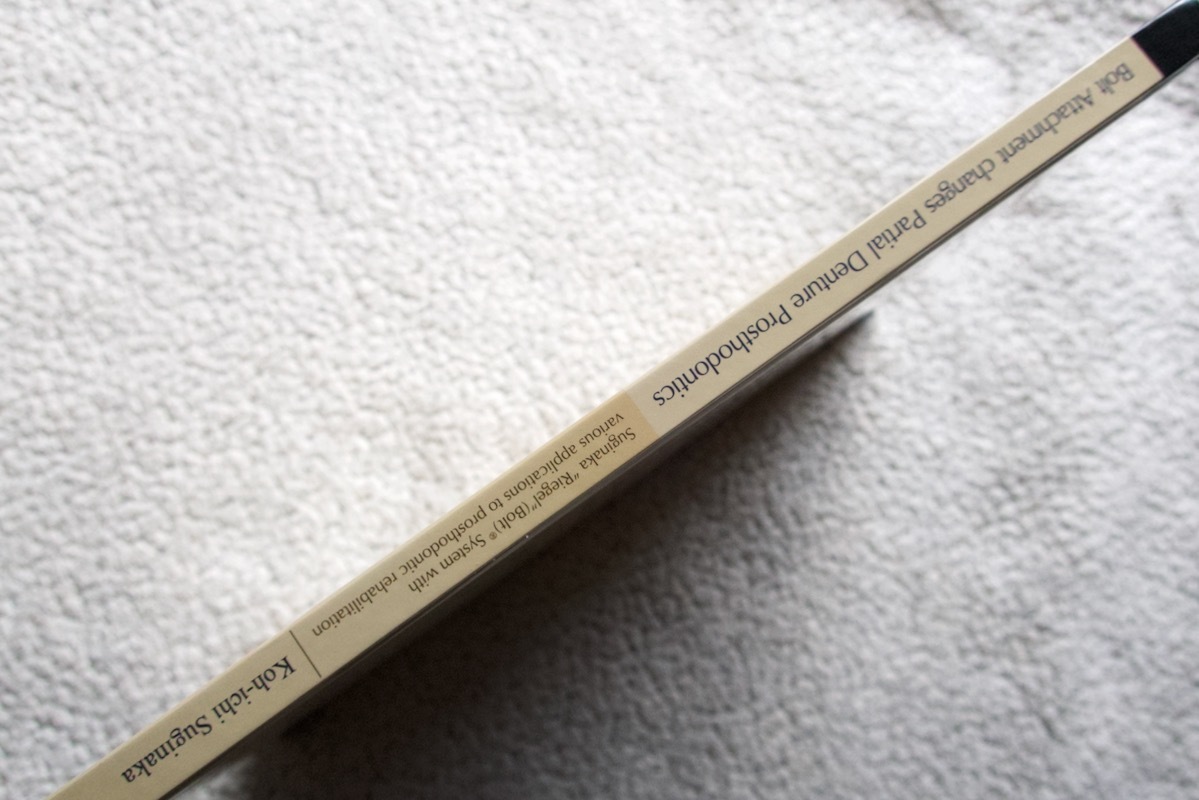 Bolt Attachment changes Partial Denture Prosthodontics
Suginaka "Riegel"(Bolt)® System with
various applications to prosthodontic rehabilitation
Koh-ichi Suginaka